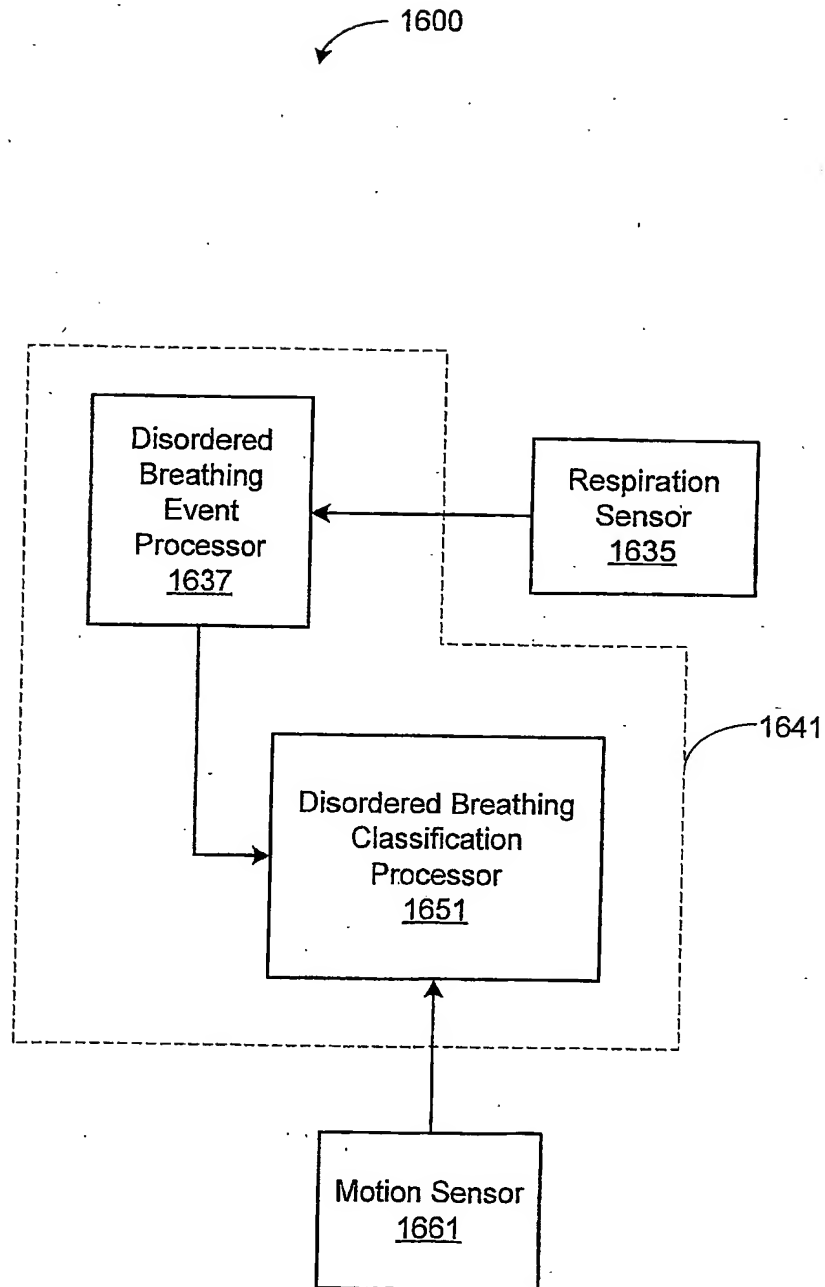 1600
Disordered
Breathing
Event
Processor
1637
Respiration
Sensor
1635
1641
Disordered Breathing
Classification
Processor
1651
Motion Sensor
1661